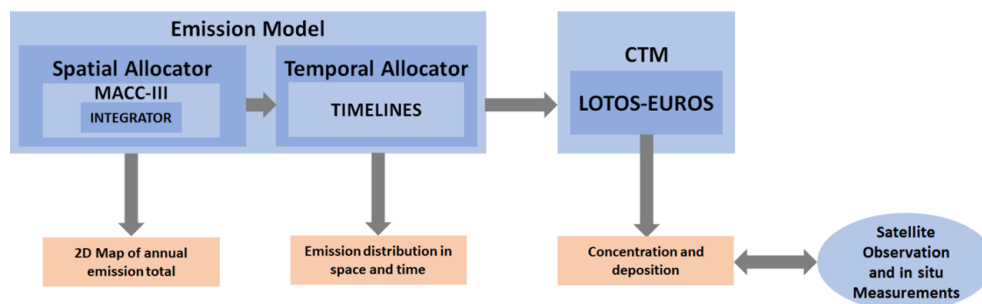 Emission Model
Spatial Allocator
MACC-III
INTEGRATOR
Temporal Allocator
TIMELINES
CTM
LOTOS-EUROS
2D Map of annual
emission total
Emission distribution in
space and time
Concentration and
deposition
Satellite
Observation
and in situ
Measurements